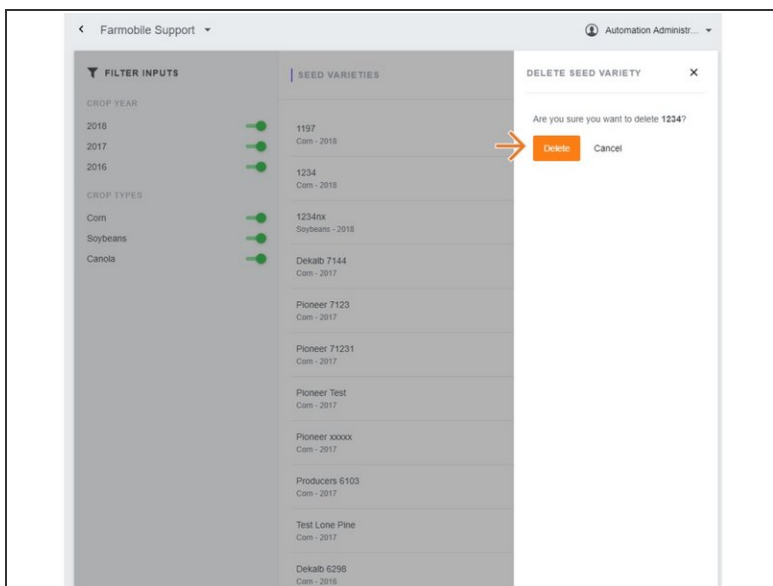 Farmobile Support
Automation Administr...
FILTER INPUTS
CROP YEAR
2018
2017
2016
CROP TYPES
Corn
Soybeans
Canola
SEED VARIETIES
1197
Corn - 2018
1234
Corn - 2018
1234nx
Soybeans - 2018
Dekalb 7144
Corn - 2017
Pioneer 7123
Corn - 2017
Pioneer 71231
Corn - 2017
Pioneer Test
Corn - 2017
Pioneer xxxxx
Corn - 2017
Producers 6103
Corn - 2017
Test Lone Pine
Corn - 2017
Dekalb 6298
Corn - 2016
DELETE SEED VARIETY
Are you sure you want to delete 1234?
Delete Cancel